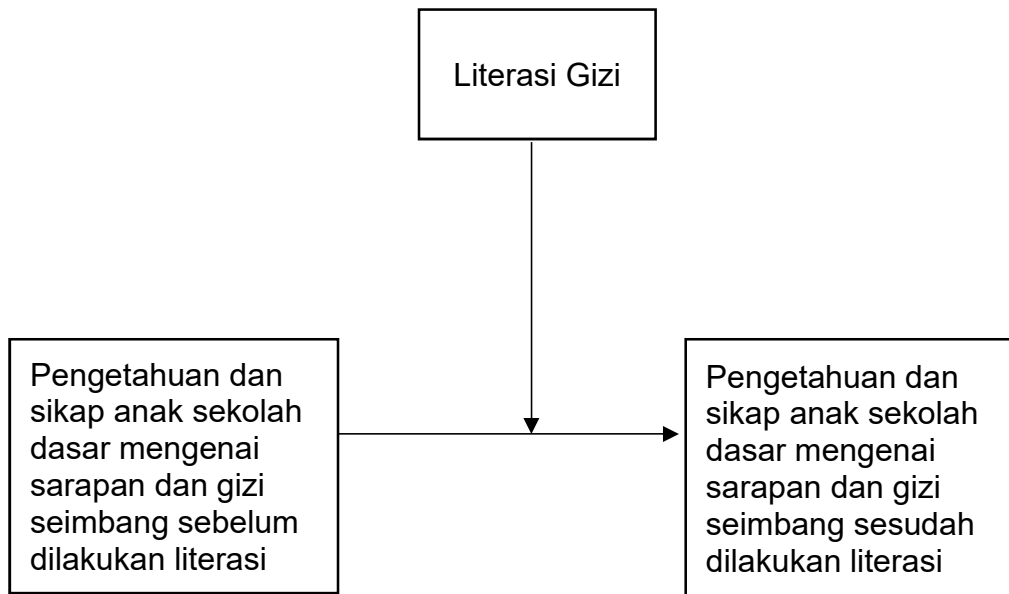 Literasi Gizi
Pengetahuan dan
sikap anak sekolah
dasar mengenai
sarapan dan gizi
seimbang sebelum
dilakukan literasi
Pengetahuan dan
sikap anak sekolah
dasar mengenai
sarapan dan gizi
seimbang sesudah
dilakukan literasi